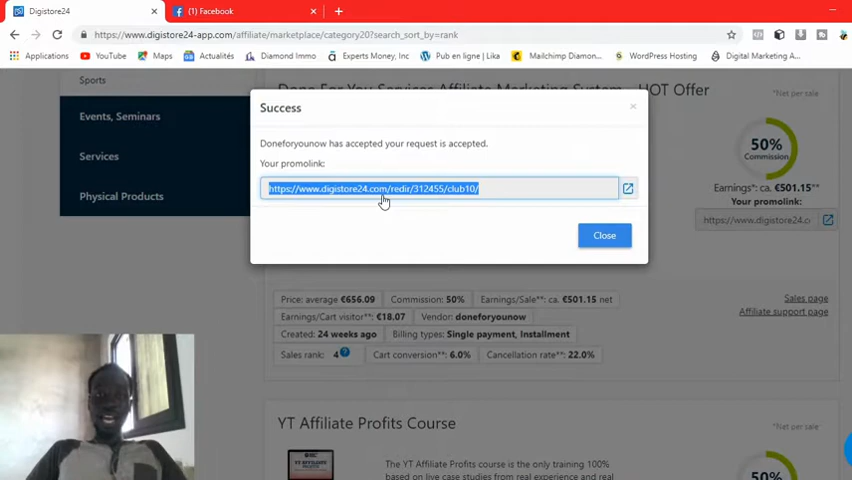 Digistore24
(1) Facebook
https://www.digistore24-app.com/affiliate/marketplace/category20?search_sort_by=rank
Applications YouTube Maps Actualités Diamond Immo Experts Money, Inc Pub en ligne | Lika Mailchimp Diamon... WordPress Hosting Digital Marketing A...
Sports
Events, Seminars
Services
Physical Products
Done For You Services Affiliate Marketing System HOT Offer
*Net per sale
Success
×
Doneforyounow has accepted your request is accepted.
Your promolink:
https://www.digistore24.com/redir/312455/club10/
Close
50%
Commission
Earnings*: ca. €501.15**
Your promolink:
https://www.digistore24.c
Sales page
Affiliate support page
Price: average €656.09 Commission: 50% Earnings/Sale**: ca. €501.15 net
Earnings/Cart visitor**: €18.07 Vendor: doneforyounow
Created: 24 weeks ago Billing types: Single payment, Installment
Sales rank: 4 ? Cart conversion**: 6.0% Cancellation rate**: 22.0%
YT Affiliate Profits Course
*Net per sale
The YT Affiliate Profits course is the only training 100%
based on live case studies from real experience and real
50%